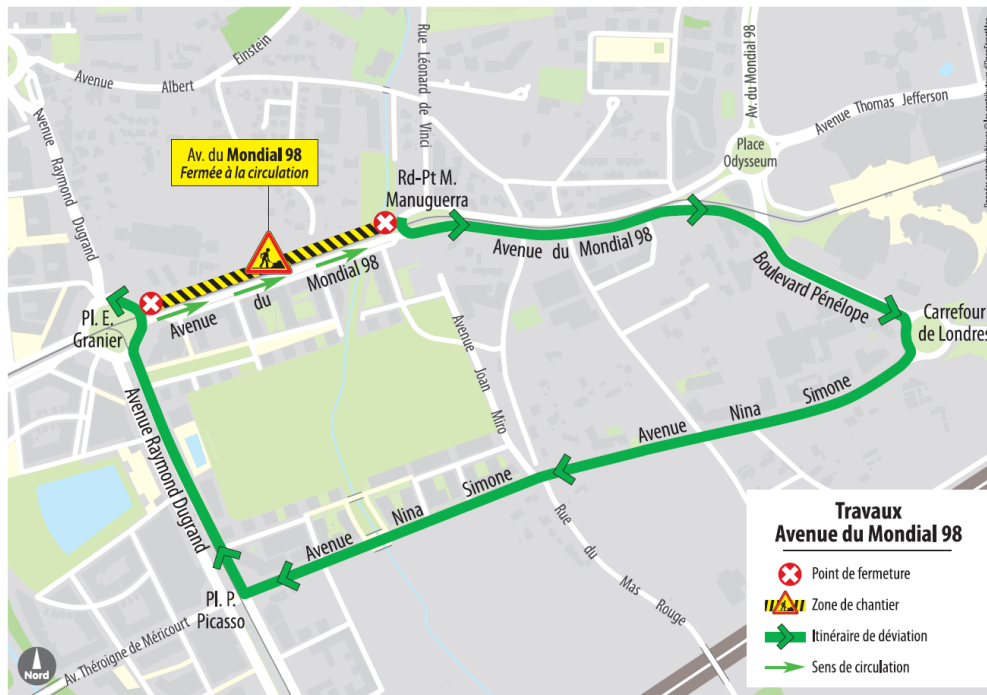 Avenue Albert Einstein
Rue Léonard de Vinci
Av. du Mondial 98
Avenue Thomas Jefferson
Place
Odysseum
Avenue Raymond Dugrand
Av. du Mondial 98
Fermée à la circulation
Rd-Pt M.
Manuguerra
Avenue du Mondial 98
Avenue du Mondial 98
Boulevard Pénélope
Pl. E.
Granier
Carrefour
de Londres
Avenue Joan Miro
Avenue Raymond Dugrand
Avenue Nina Simone
Avenue Nina Simone
Rue du Mas Rouge
Pl. P.
Picasso
Av. Théroigne de Méricourt
Nord
Travaux
Avenue du Mondial 98
Point de fermeture
Zone de chantier
Itinéraire de déviation
Sens de circulation